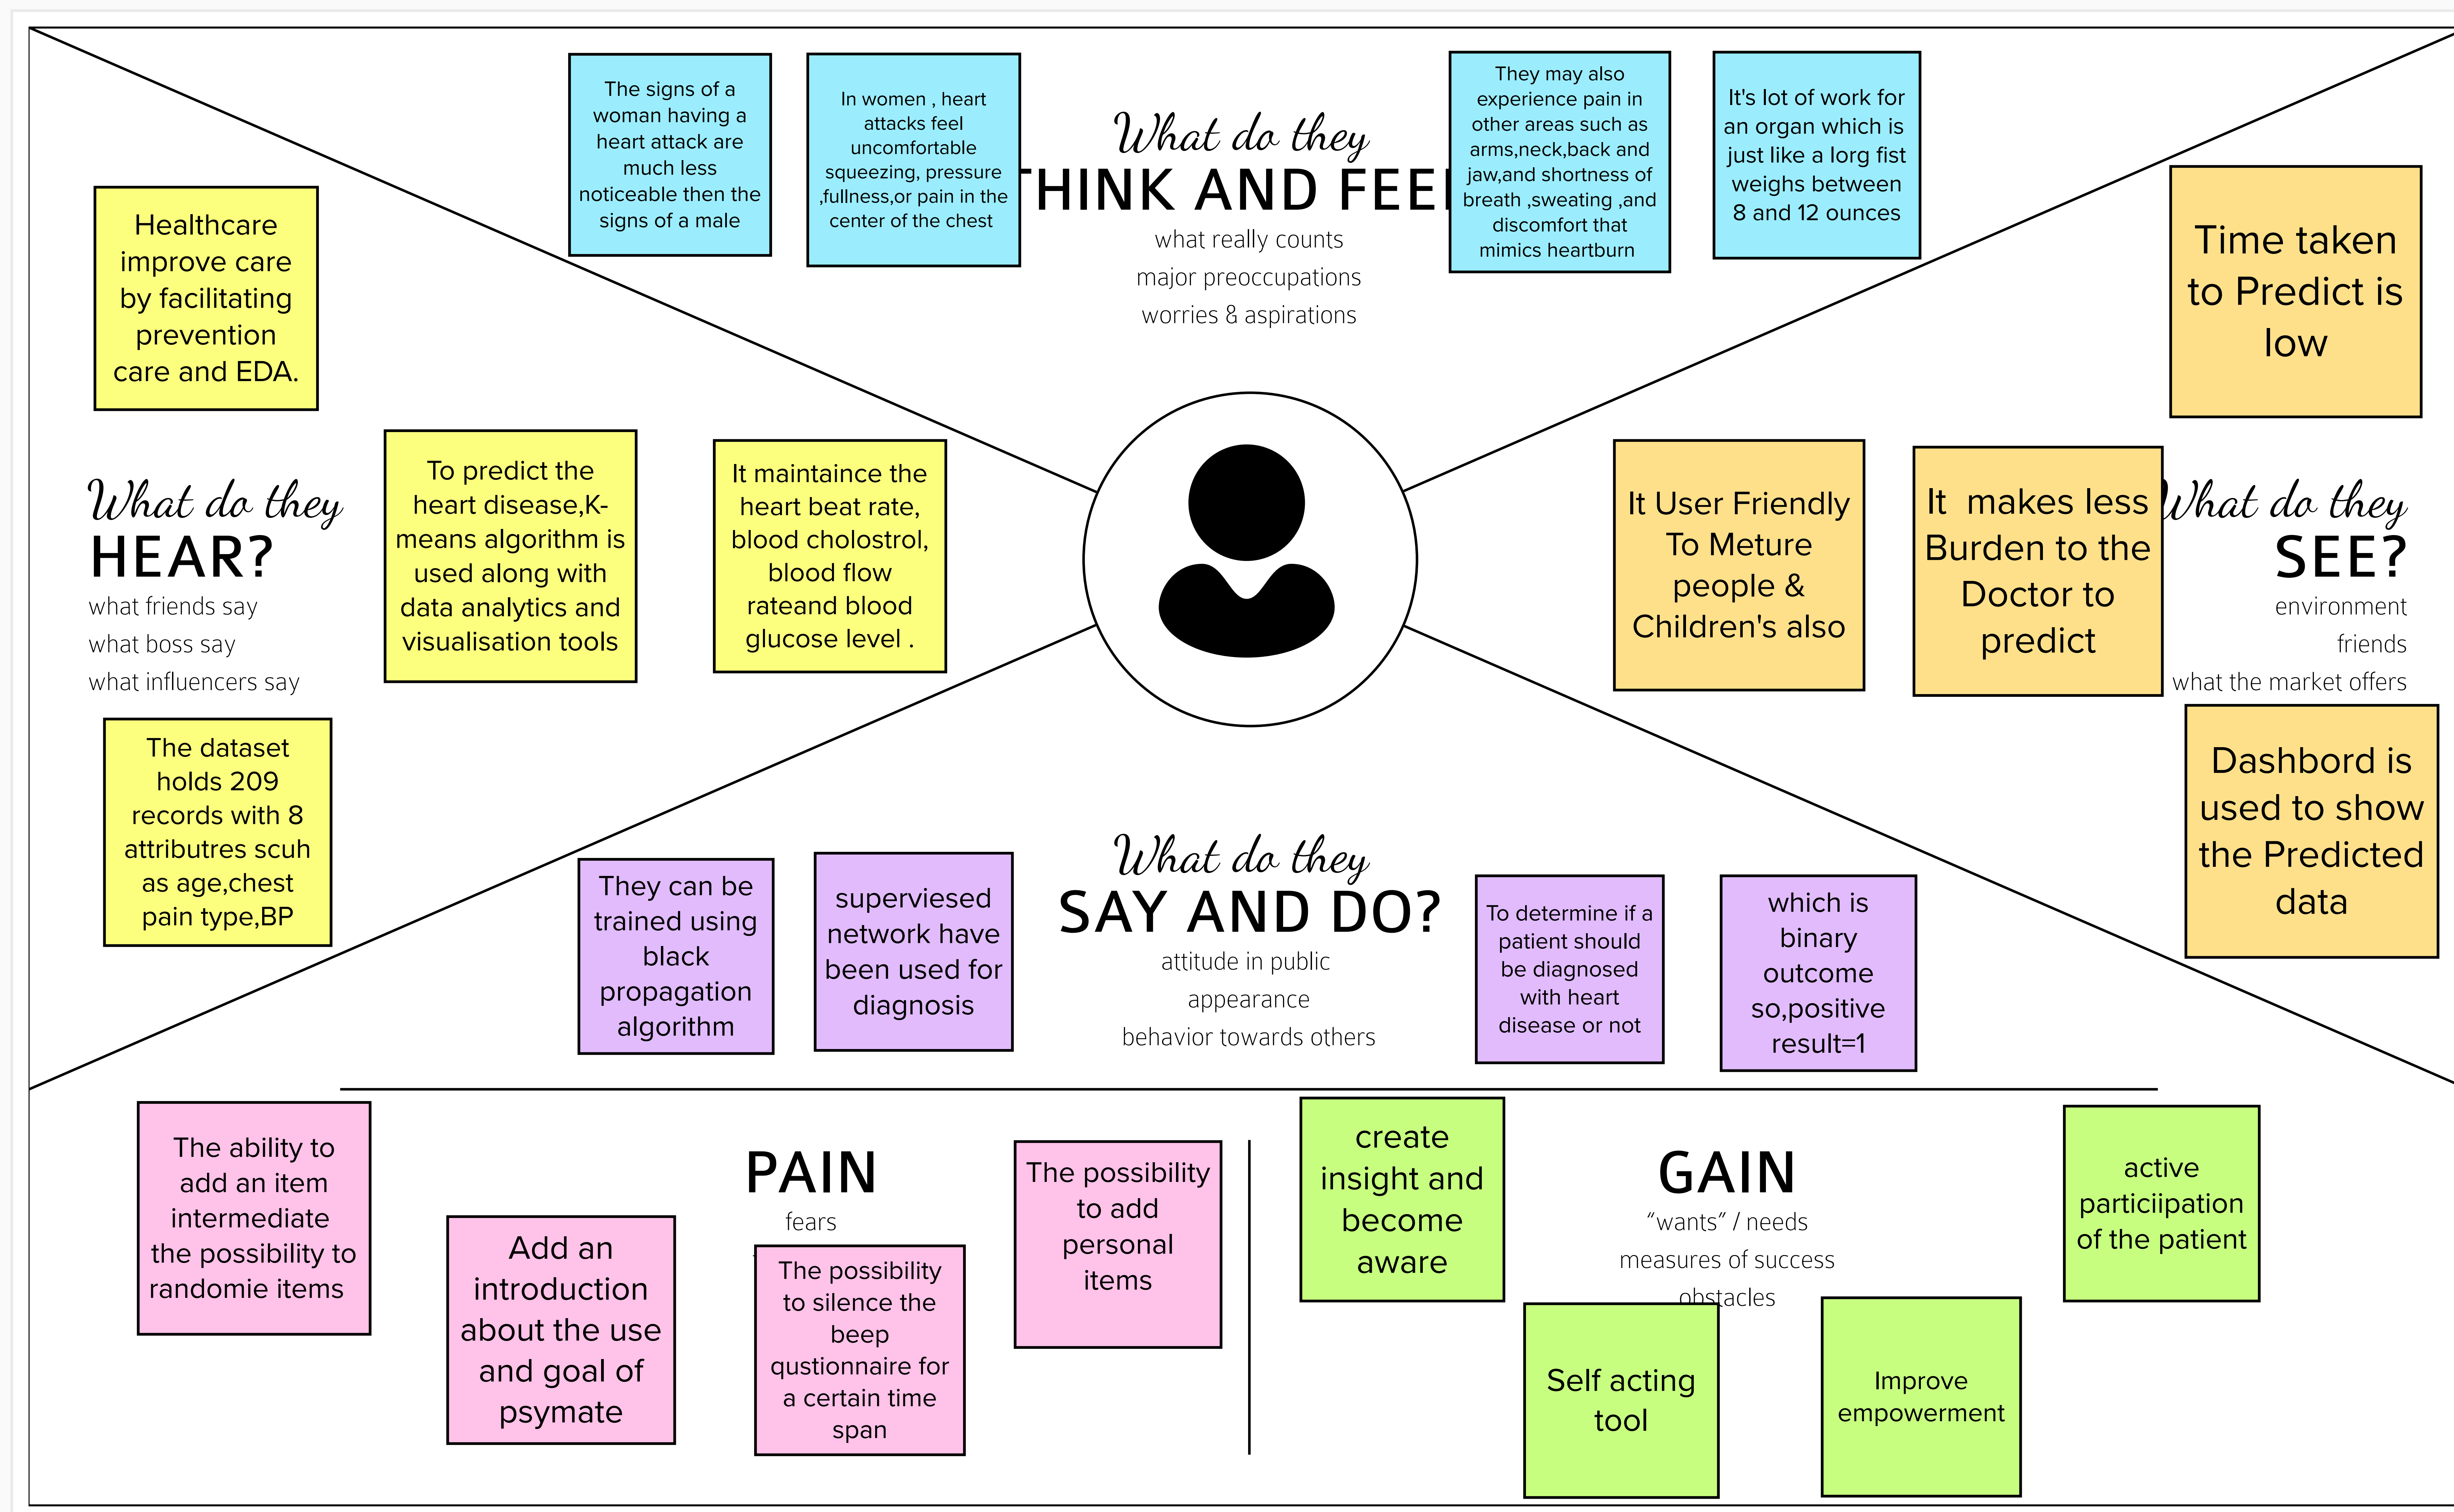 The signs of a
woman having a
heart attack are
much less
noticeable then the
signs of a male
In women , heart
attacks feel
uncomfortable
squeezing, pressure
,fullness,or pain in the
center of the chest
What do they
THINK AND FEEL
what really counts
major preoccupations
worries & aspirations
They may also
experience pain in
other areas such as
arms,neck,back and
jaw,and shortness of
breath ,sweating ,and
discomfort that
mimics heartburn
It's lot of work for
an organ which is
just like a lorg fist
weighs between
8 and 12 ounces
Healthcare
improve care
by facilitating
prevention
care and EDA.
What do they
HEAR?
what friends say
what boss say
what influencers say
To predict the
heart disease,K-
means algorithm is
used along with
data analytics and
visualisation tools
It maintaince the
heart beat rate,
blood cholostrol,
blood flow
rateand blood
glucose level .
The dataset
holds 209
records with 8
attributres scuh
as age,chest
pain type,BP
Time taken
to Predict is
low
It User Friendly
To Meture
people &
Children's also
It makes less
Burden to the
Doctor to
predict
What do they
SEE?
environment
friends
what the market offers
Dashbord is
used to show
the Predicted
data
They can be
trained using
black
propagation
algorithm
superviesed
network have
been used for
diagnosis
What do they
SAY AND DO?
attitude in public
appearance
behavior towards others
To determine if a
patient should
be diagnosed
with heart
disease or not
which is
binary
outcome
so,positive
result=1
The ability to
add an item
intermediate
the possibility to
randomie items
Add an
introduction
about the use
and goal of
psymate
PAIN
fears
The possibility
to silence the
beep
qustionnaire for
a certain time
span
The possibility
to add
personal
items
create
insight and
become
aware
GAIN
"wants" / needs
measures of success
obstacles
Self acting
tool
Improve
empowerment
active
particiipation
of the patient